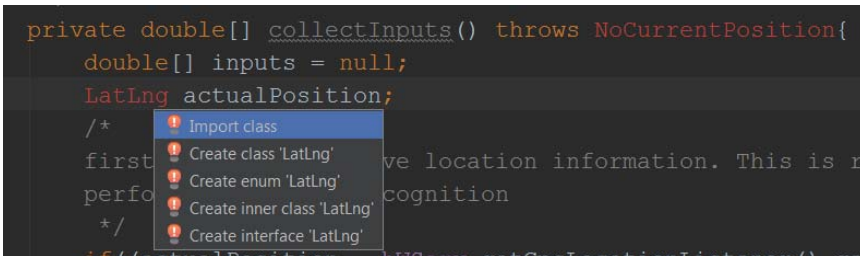 private double[] collectInputs() throws NoCurrentPosition{
double[] inputs = null;
LatLng actualPosition;
/*
Import class
first ve location information. This is
Create class 'LatLng'
perfo cognition
Create enum 'LatLng'
Create inner class 'LatLng'
*/
Create interface 'LatLng'